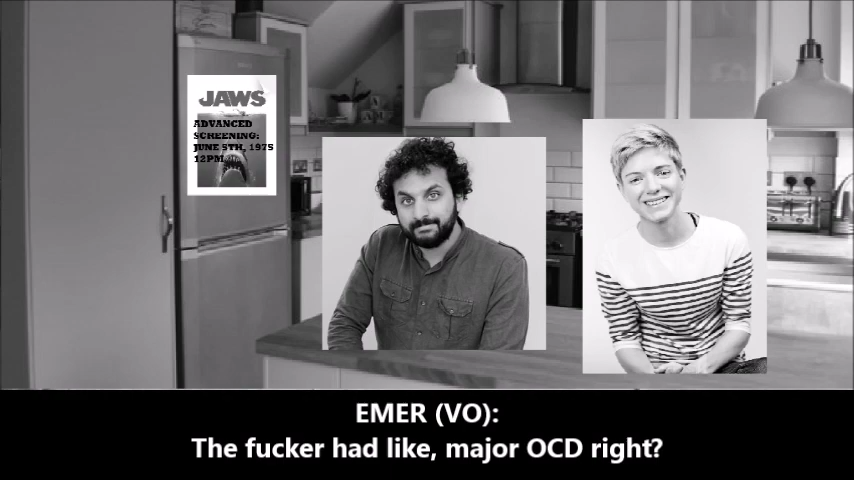 JAWS
ADVANCED
SCREENING:
JUNE 5TH, 1975
12PM
EMER (VO):
The fucker had like, major OCD right?